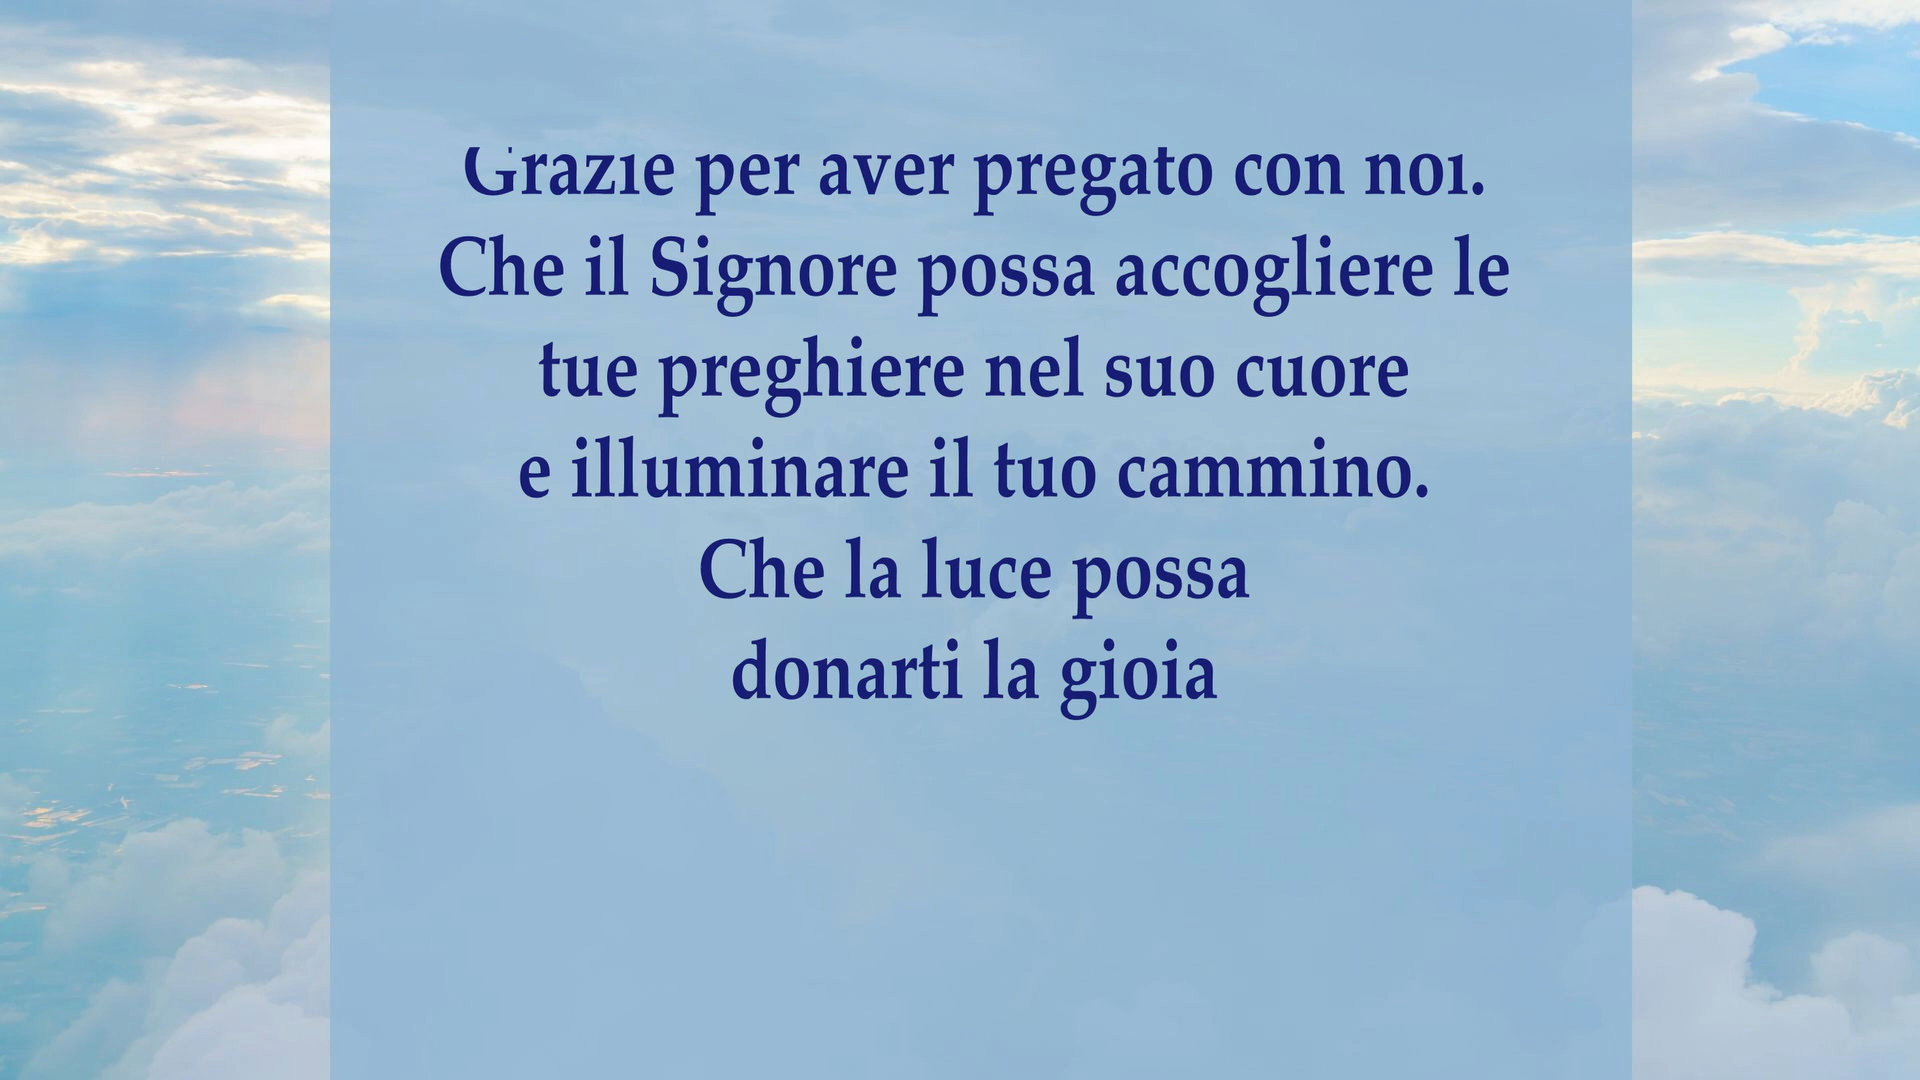 Grazie per aver pregato con noi.
Che il Signore possa accogliere le
tue preghiere nel suo cuore
e illuminare il tuo cammino.
Che la luce possa
donarti la gioia